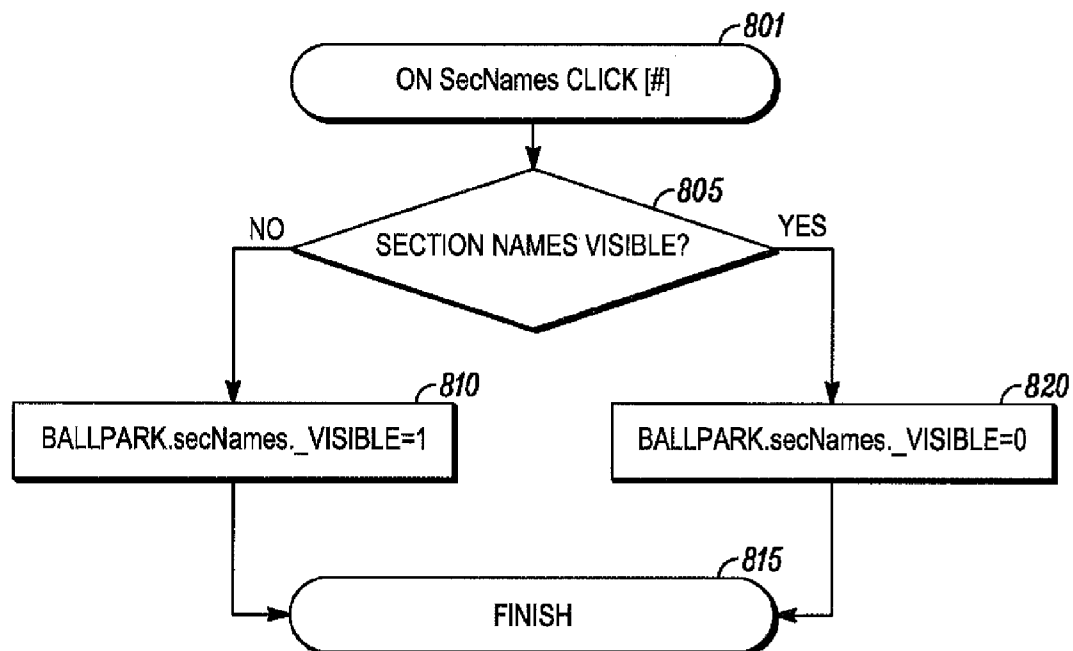 801
ON SecNames CLICK [#]
805
SECTION NAMES VISIBLE?
NO
YES
810
BALLPARK.secNames._VISIBLE=1
820
BALLPARK.secNames._VISIBLE=0
815
FINISH